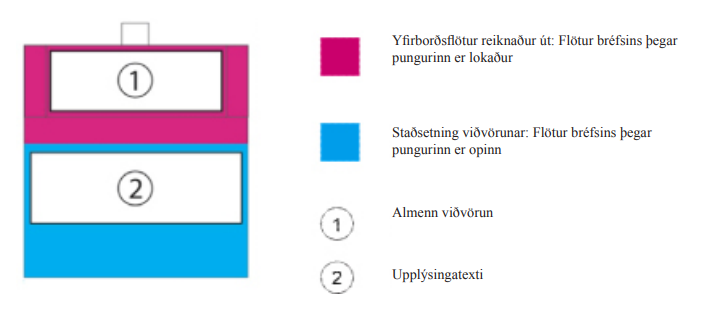 1
2
Yfirborðsflötur reiknaður út: Flötur bréfsins þegar
pungurinn er lokaður
Staðsetning viðvörunar: Flötur bréfsins þegar
pungurinn er opinn
1 Almenn viðvörun
2 Upplýsingatexti